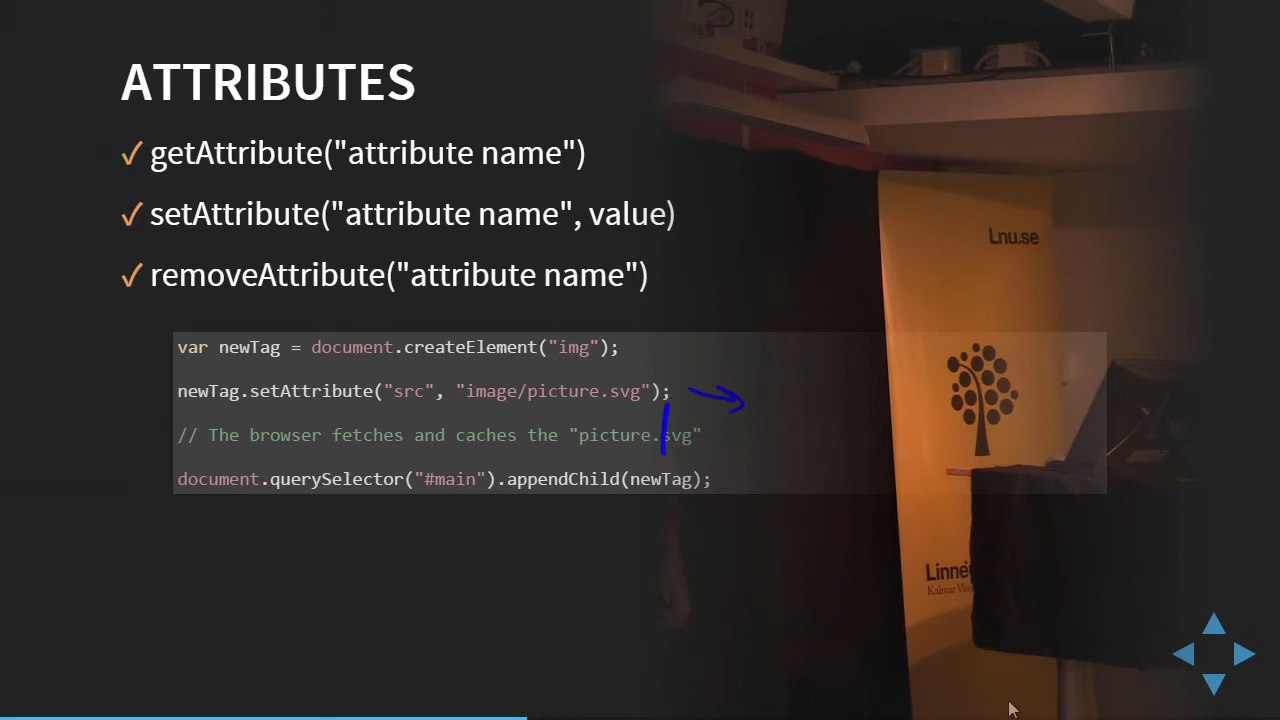 ATTRIBUTES
✓ getAttribute("attribute name")
✓ setAttribute("attribute name", value)
✓ removeAttribute("attribute name")
var newTag = document.createElement("img");
newTag.setAttribute("src", "image/picture.svg");
// The browser fetches and caches the "picture.svg"
document.querySelector("#main").appendChild(newTag);
Lnu.se
Kalmar